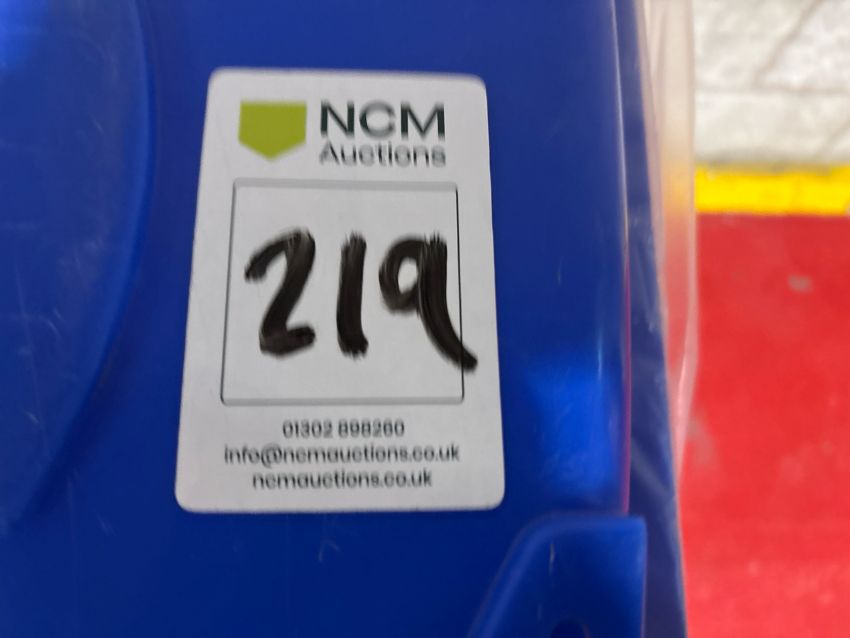 NCM
Auctions
219
01302 898260
info@ncmauctions.co.uk
ncmauctions.co.uk